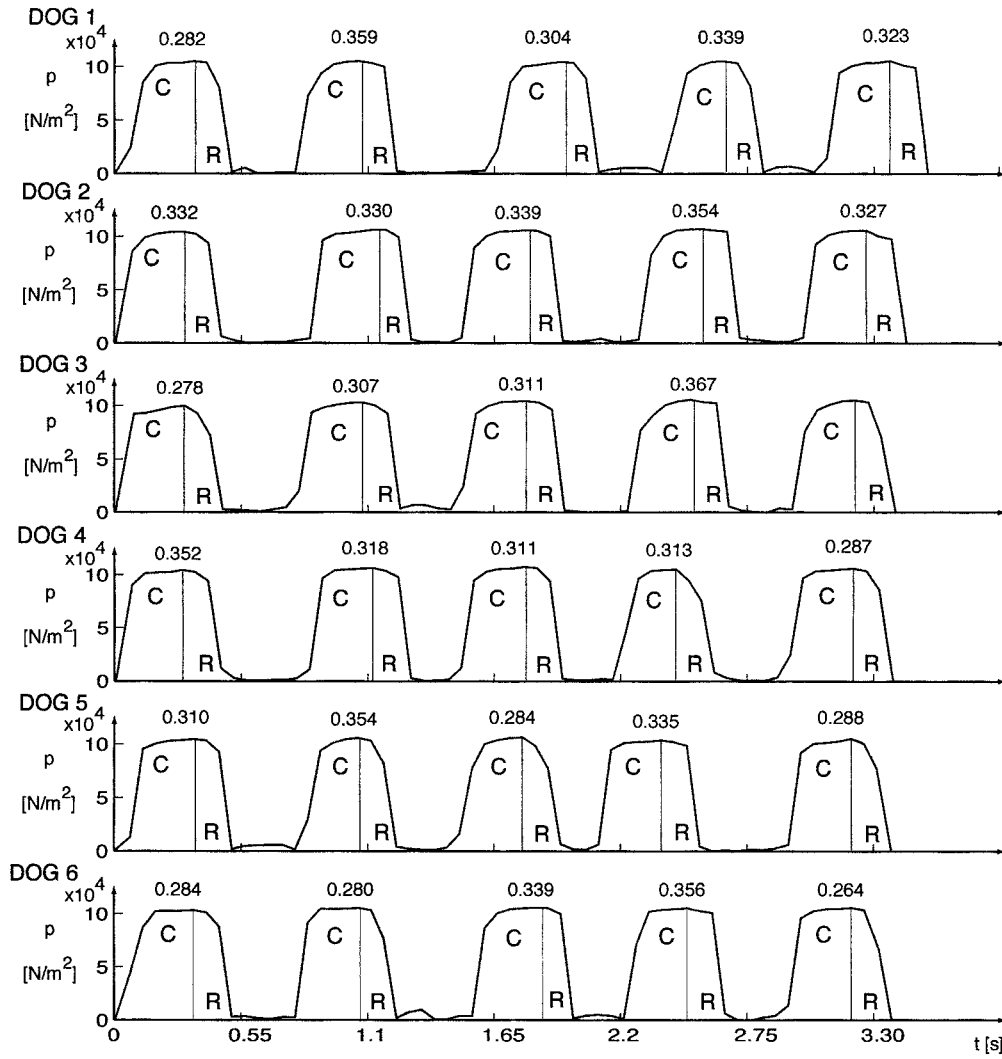 DOG 1
x10⁴ 0.282 0.359 0.304 0.339 0.323
10
p C C C C C
[N/m²] 5
R R R R R
0
DOG 2
x10⁴ 0.332 0.330 0.339 0.354 0.327
10
p C C C C C
[N/m²] 5
R R R R R
0
DOG 3
x10⁴ 0.278 0.307 0.311 0.367
10
p C C C C C
[N/m²] 5
R R R R R
0
DOG 4
x10⁴ 0.352 0.318 0.311 0.313 0.287
10
p C C C C C
[N/m²] 5
R R R R R
0
DOG 5
x10⁴ 0.310 0.354 0.284 0.335 0.288
10
p C C C C C
[N/m²] 5
R R R R R
0
DOG 6
x10⁴ 0.284 0.280 0.339 0.356 0.264
10
p C C C C C
[N/m²] 5
R R R R R
0
0 0.55 1.1 1.65 2.2 2.75 3.30 t [s]